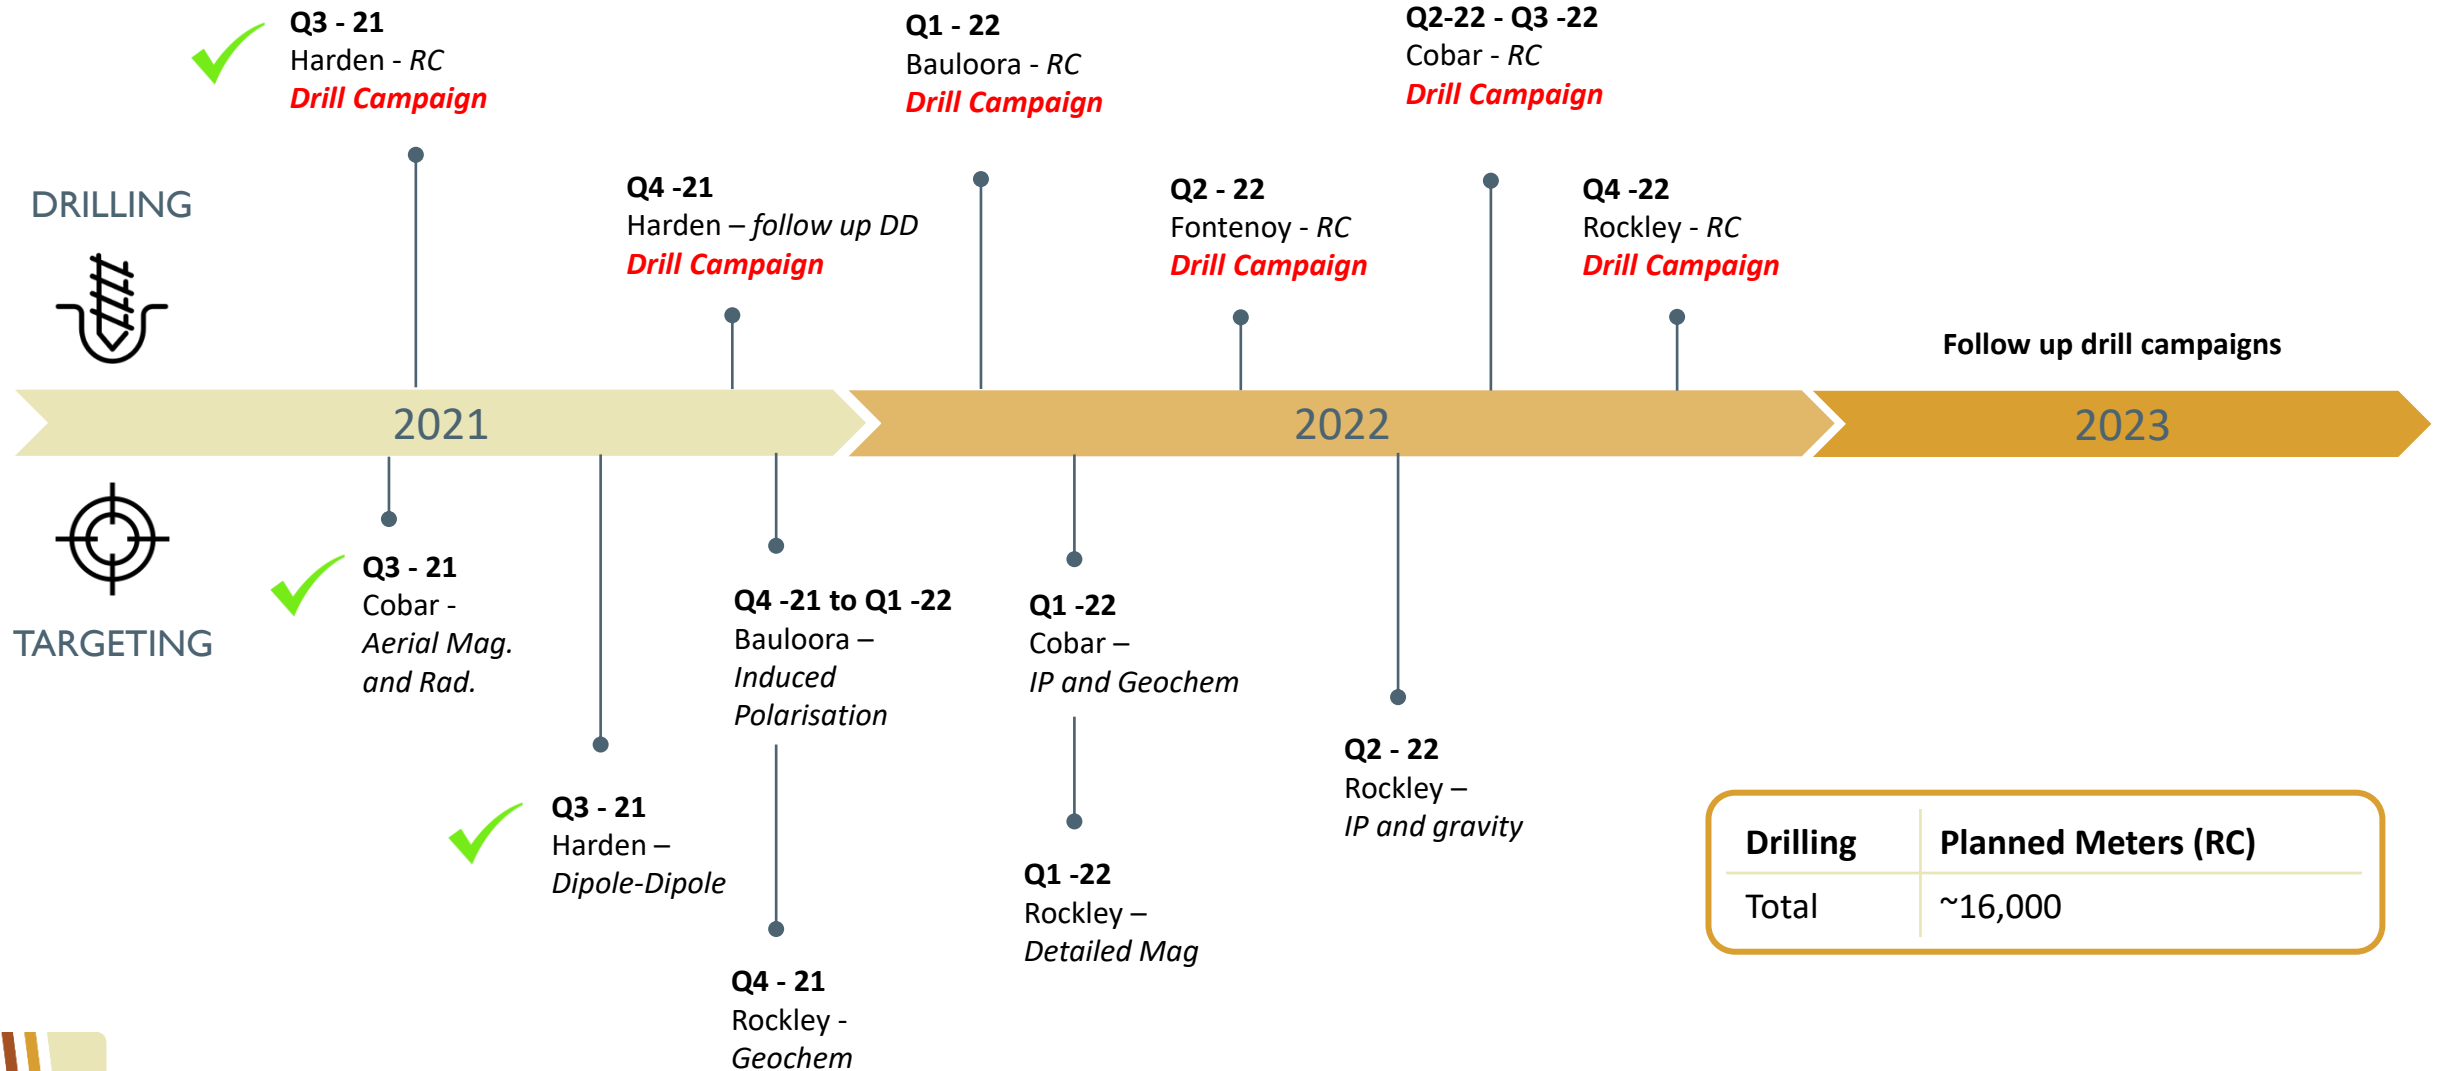 Q3 - 21
Harden - RC
Drill Campaign
Q1 - 22
Bauloora - RC
Drill Campaign
Q2-22 - Q3 -22
Cobar - RC
Drill Campaign
DRILLING
Q4 -21
Harden – follow up DD
Drill Campaign
Q2 - 22
Fontenoy - RC
Drill Campaign
Q4 -22
Rockley - RC
Drill Campaign
Follow up drill campaigns
2021
2022
2023
TARGETING
Q3 - 21
Cobar -
Aerial Mag.
and Rad.
Q3 - 21
Harden –
Dipole-Dipole
Q4 -21 to Q1 -22
Bauloora –
Induced
Polarisation
Q4 - 21
Rockley -
Geochem
Q1 -22
Cobar –
IP and Geochem
Q1 -22
Rockley –
Detailed Mag
Q2 - 22
Rockley –
IP and gravity
Drilling Planned Meters (RC)
Total ~16,000